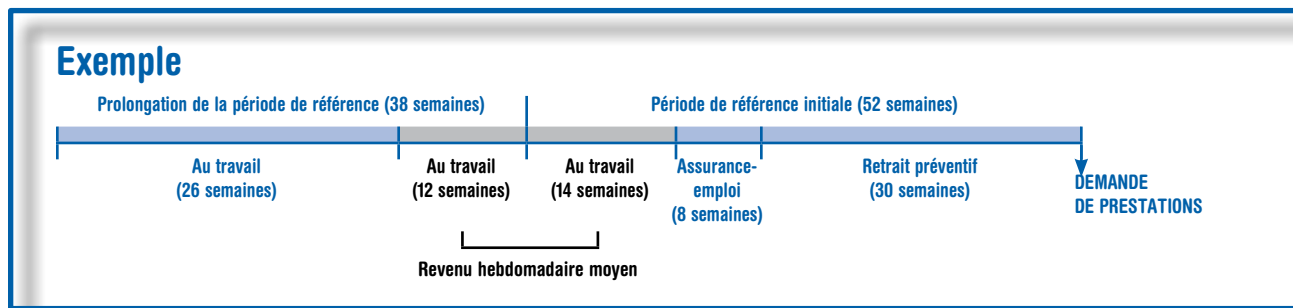 Exemple
Prolongation de la période de référence (38 semaines)
Période de référence initiale (52 semaines)
Au travail
(26 semaines)
Au travail
(12 semaines)
Au travail
(14 semaines)
Assurance-
emploi
(8 semaines)
Retrait préventif
(30 semaines)
DEMANDE
DE PRESTATIONS
Revenu hebdomadaire moyen